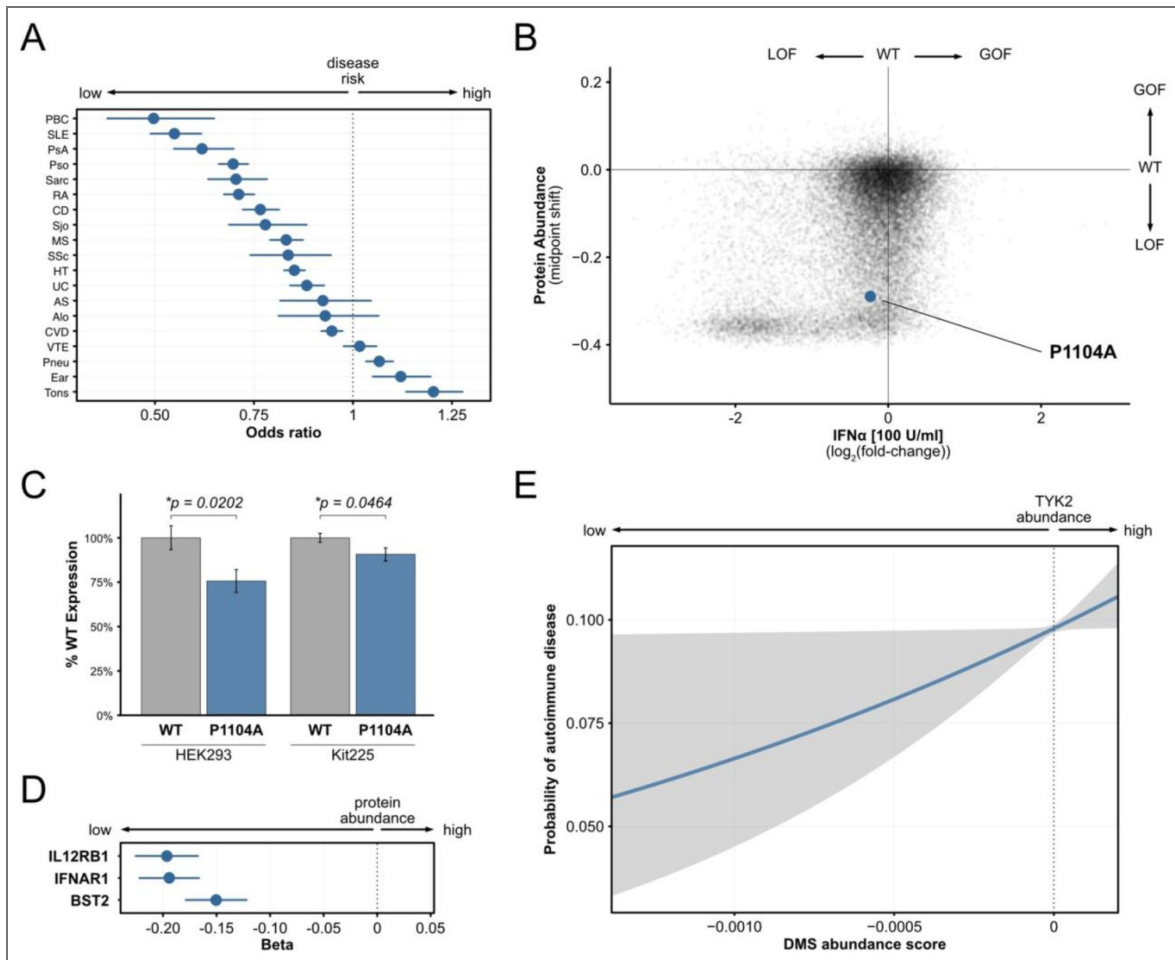 A
disease
risk
low
high
PBC
SLE
PsA
Pso
Sarc
RA
CD
Sjo
MS
SSc
HT
UC
AS
Alo
CVD
VTE
Pneu
Ear
Tons
0.50
0.75
1
1.25
Odds ratio
B
LOF
WT
GOF
Protein Abundance
(midpoint shift)
0.2
0.0
−0.2
−0.4
GOF
WT
LOF
P1104A
-2
0
2
IFNα [100 U/ml]
(log2(fold-change))
C
*p = 0.0202
*p = 0.0464
% WT Expression
100%
75%
50%
25%
0%
WT
P1104A
WT
P1104A
HEK293
Kit225
D
protein
abundance
low
high
IL12RB1
IFNAR1
BST2
-0.20
-0.15
-0.10
-0.05
0
0.05
Beta
E
TYK2
abundance
low
high
Probability of autoimmune disease
0.100
0.075
0.050
−0.0010
−0.0005
0
DMS abundance score